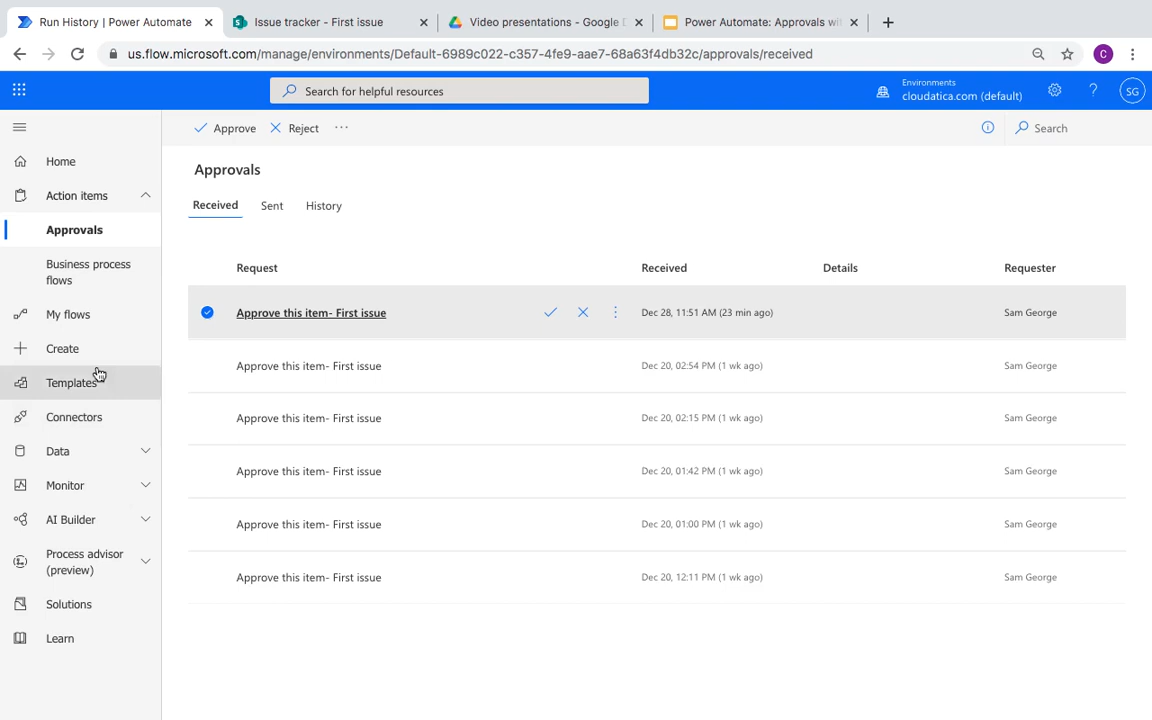 Run History | Power Automate
Issue tracker - First issue
Video presentations - Google D
Power Automate: Approvals wit
us.flow.microsoft.com/manage/environments/Default-6989c022-c357-4fe9-aae7-68a63f4db32c/approvals/received
C
Search for helpful resources
Environments
cloudatica.com (default)
?
SG
Approve
Reject
...
Search
Home
Action items
Approvals
Business process
flows
My flows
Create
Templates
Connectors
Data
Monitor
AI Builder
Process advisor
(preview)
Solutions
Learn
Approvals
Received Sent History
Request Received Details Requester
Approve this item- First issue Dec 28, 11:51 AM (23 min ago) Sam George
Approve this item- First issue Dec 20, 02:54 PM (1 wk ago) Sam George
Approve this item- First issue Dec 20, 02:15 PM (1 wk ago) Sam George
Approve this item- First issue Dec 20, 01:42 PM (1 wk ago) Sam George
Approve this item- First issue Dec 20, 01:00 PM (1 wk ago) Sam George
Approve this item- First issue Dec 20, 12:11 PM (1 wk ago) Sam George